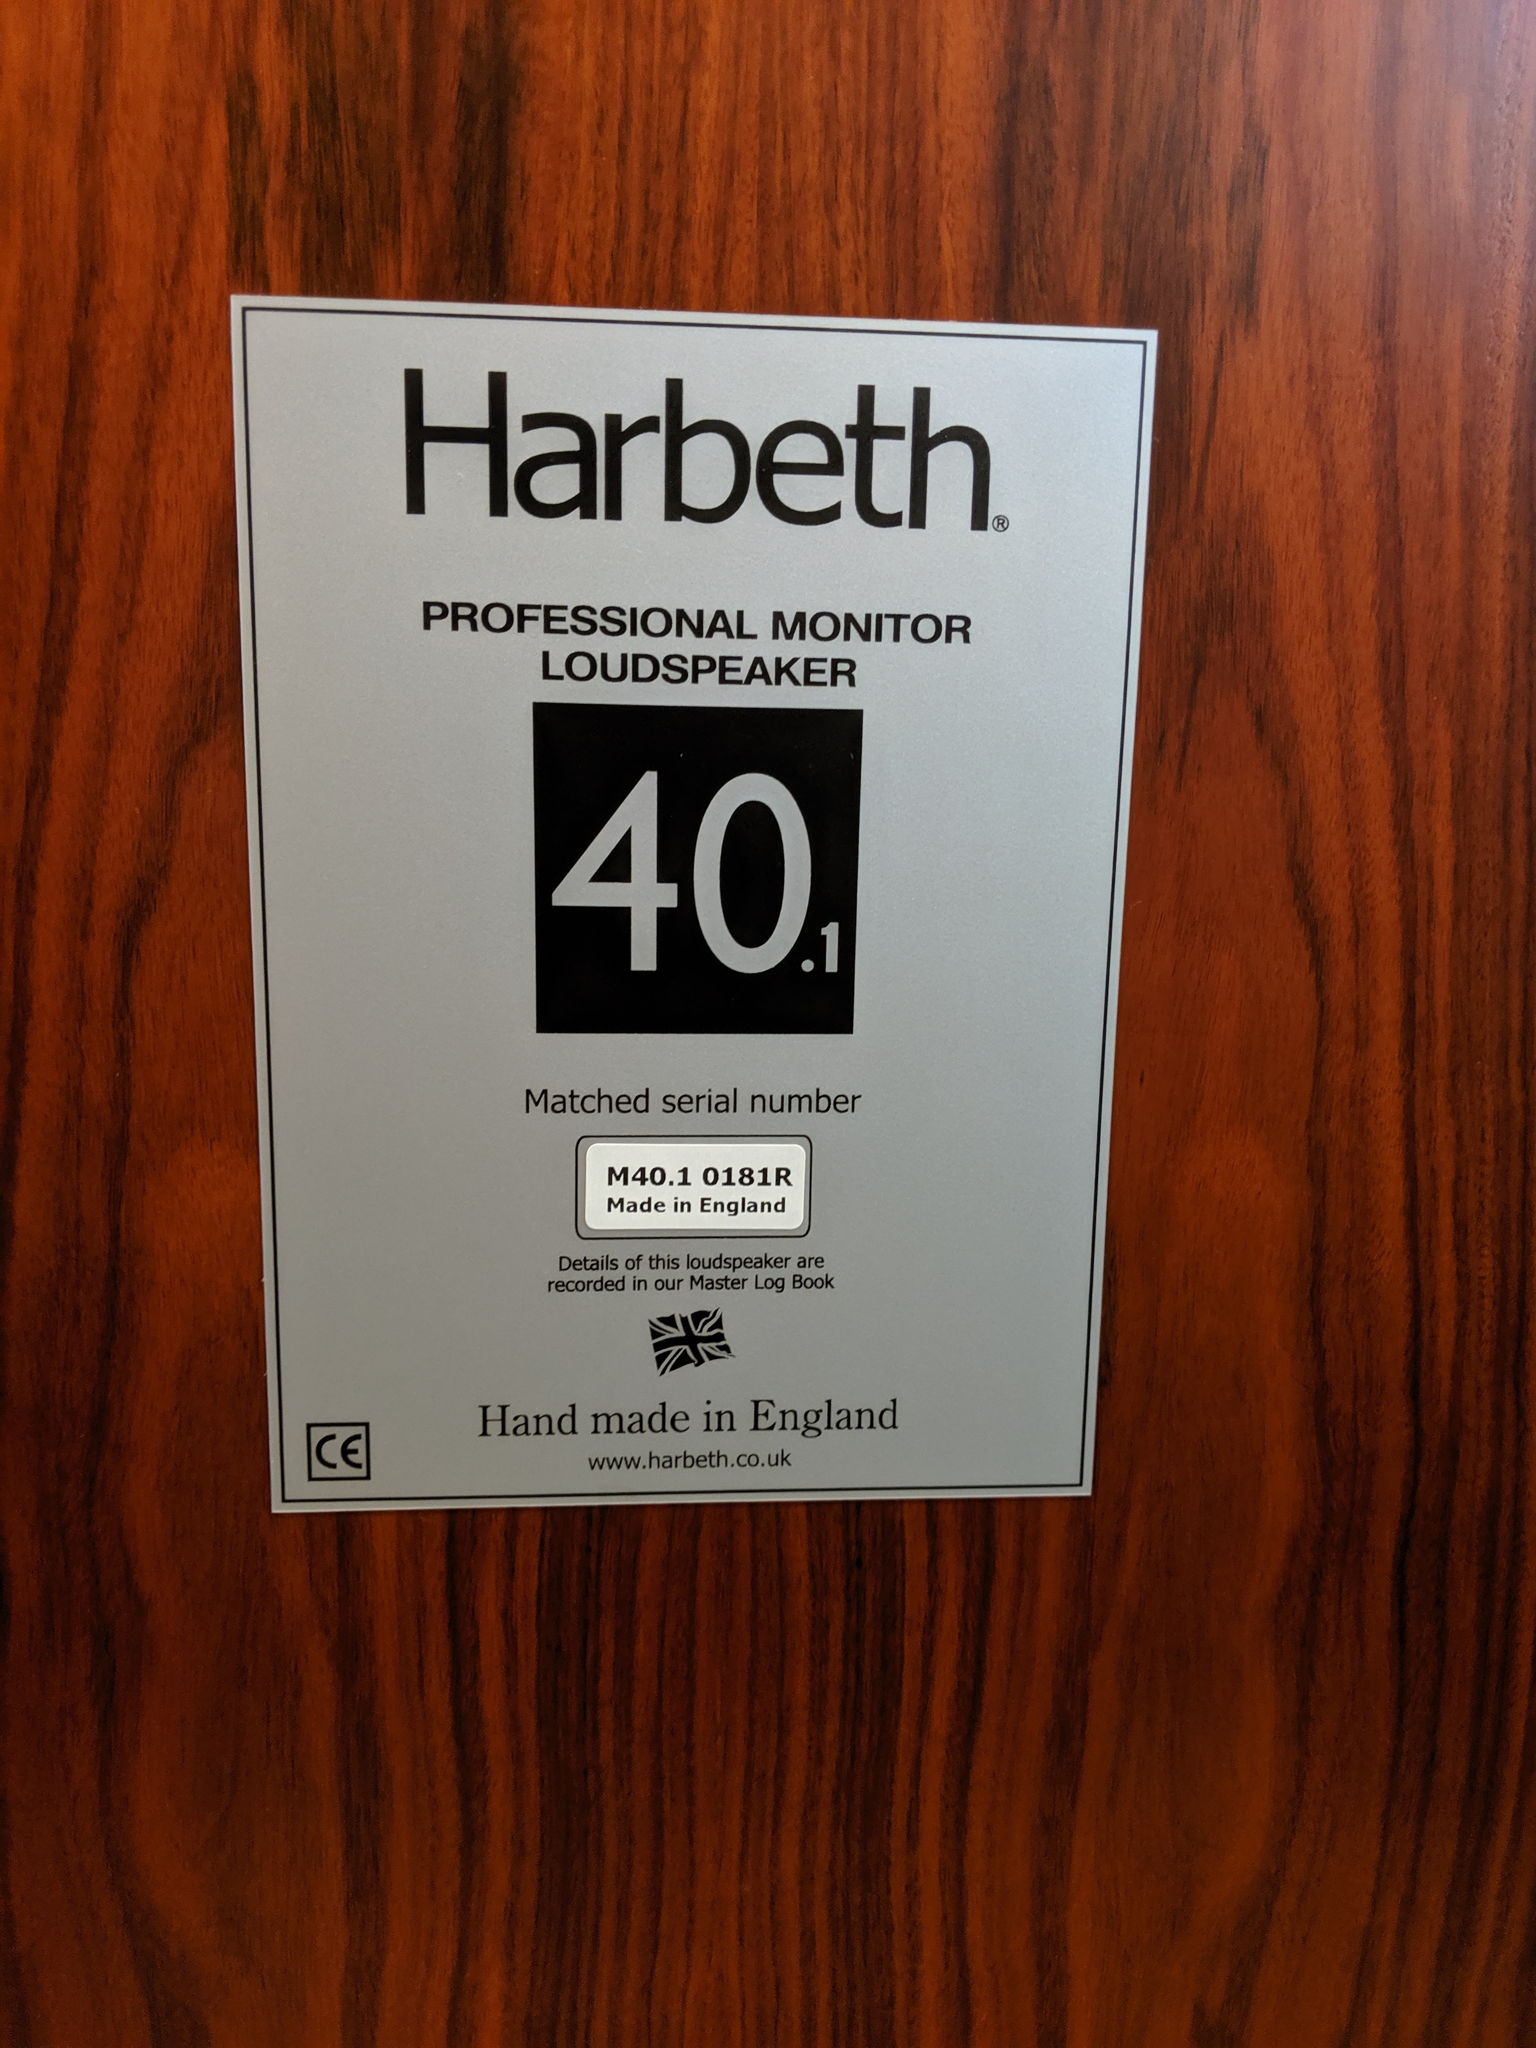 Harbeth®
PROFESSIONAL MONITOR
LOUDSPEAKER
40.1
Matched serial number
M40.1 0181R
Made in England
Details of this loudspeaker are
recorded in our Master Log Book
Hand made in England
www.harbeth.co.uk
CE